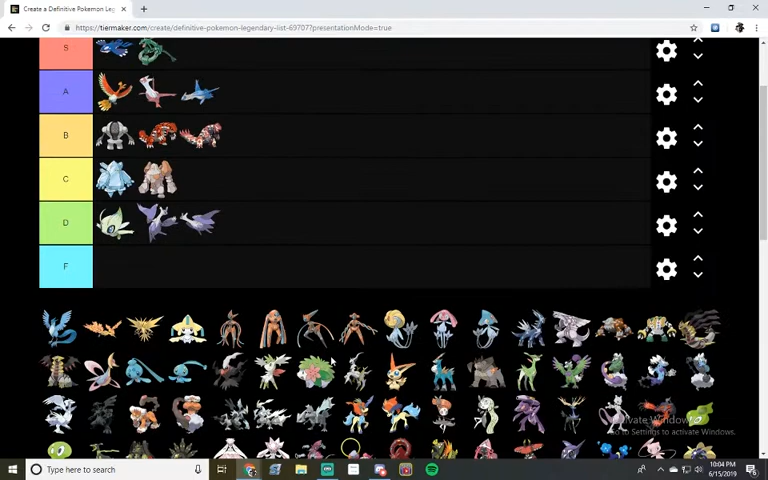 Create a Definitive Pokemon Leg
https://tiermaker.com/create/definitive-pokemon-legendary-list-69707?presentationMode=true
S
A
B
C
D
F
Activate Windows
Go to Settings to activate Windows.
Type here to search
10:04 PM
6/15/2019